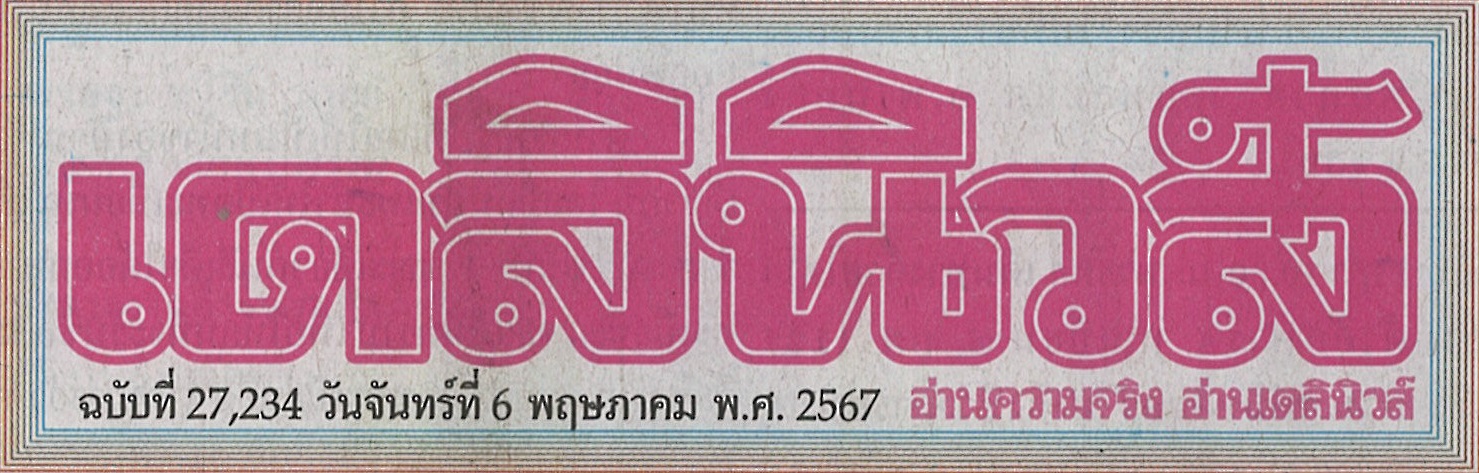 เดลินิวส์
ฉบับที่ 27,234 วันจันทร์ที่ 6 พฤษภาคม พ.ศ. 2567 อ่านความจริง อ่านเดลินิวส์